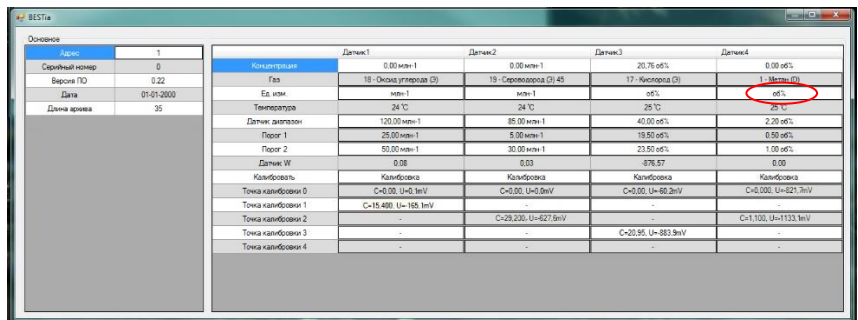 BESTia
Основное
Адрес 1
Серийный номер 0
Версия ПО 0.22
Дата 01-01-2000
Длина архива 35
Датчик1 Датчик2 Датчик3 Датчик4
Концентрация 0,00 млн-1 0,00 млн-1 20,76 об% 0,00 об%
Газ 18 - Оксид углерода (Э) 19 - Сероводород (Э) 45 17 - Кислород (Э) 1 - Метан (О)
Ед. изм. млн-1 млн-1 об% об%
Температура 24 °C 24 °C 25 °C 25 °C
Датчик диапазон 120,00 млн-1 85,00 млн-1 40,00 об% 2,20 об%
Порог 1 25,00 млн-1 5,00 млн-1 19,50 об% 0,50 об%
Порог 2 50,00 млн-1 30,00 млн-1 23,50 об% 1,00 об%
Датчик W 0,08 0,03 -876,57 0,00
Калибровать Калибровка Калибровка Калибровка Калибровка
Точка калибровки 0 C=0,00, U=0,1mV C=0,00, U=0,0mV C=0,00, U=-60,2mV C=0,000, U=-821,7mV
Точка калибровки 1 C=15,400, U=-165,1mV - - -
Точка калибровки 2 - C=29,200, U=-627,6mV - C=1,100, U=-1133,1mV
Точка калибровки 3 - - C=20,95, U=-883,9mV -
Точка калибровки 4 - - - -